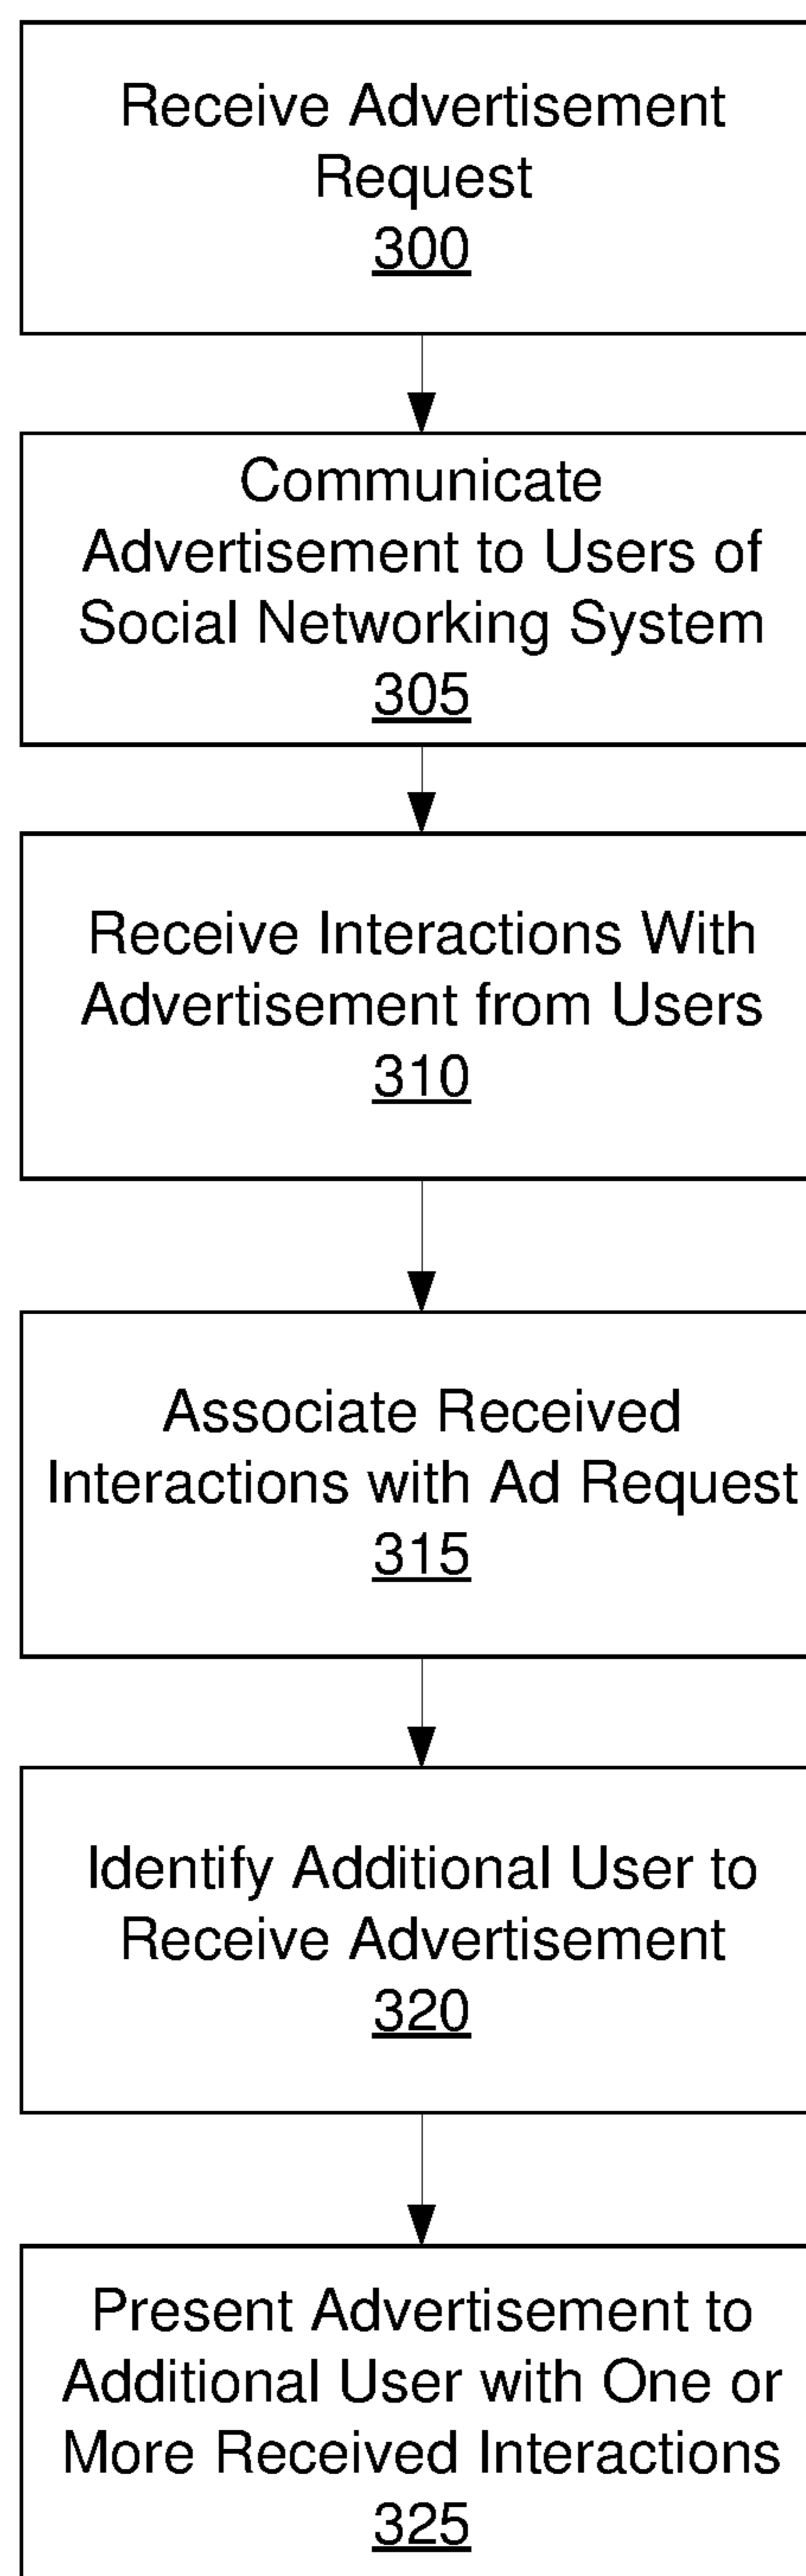 Receive Advertisement
Request
300
Communicate
Advertisement to Users of
Social Networking System
305
Receive Interactions With
Advertisement from Users
310
Associate Received
Interactions with Ad Request
315
Identify Additional User to
Receive Advertisement
320
Present Advertisement to
Additional User with One or
More Received Interactions
325